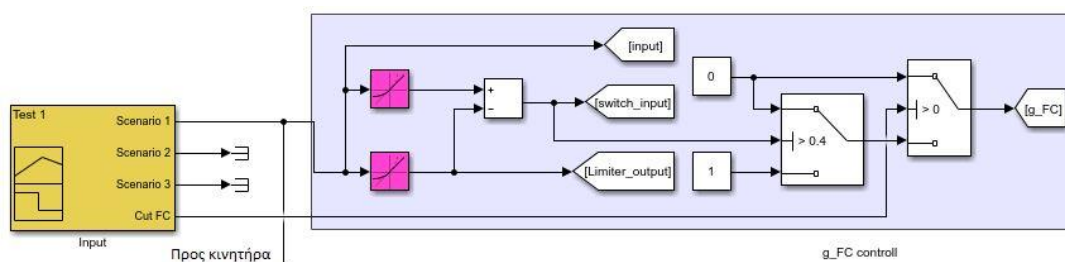 Test 1
Scenario 1
Scenario 2
Scenario 3
Cut FC
Input
Προς κινητήρα
[input]
+
−
[switch_input]
[Limiter_output]
0
1
> 0.4
> 0
[g_FC]
g_FC controll